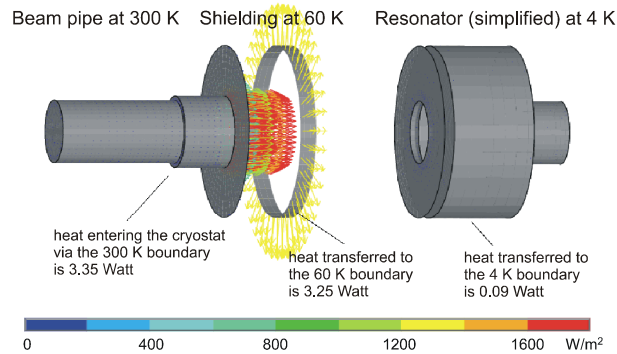 Beam pipe at 300 K Shielding at 60 K Resonator (simplified) at 4 K
heat entering the cryostat
via the 300 K boundary
is 3.35 Watt
heat transferred to
the 60 K boundary
is 3.25 Watt
heat transferred to
the 4 K boundary
is 0.09 Watt
0 400 800 1200 1600 W/m²